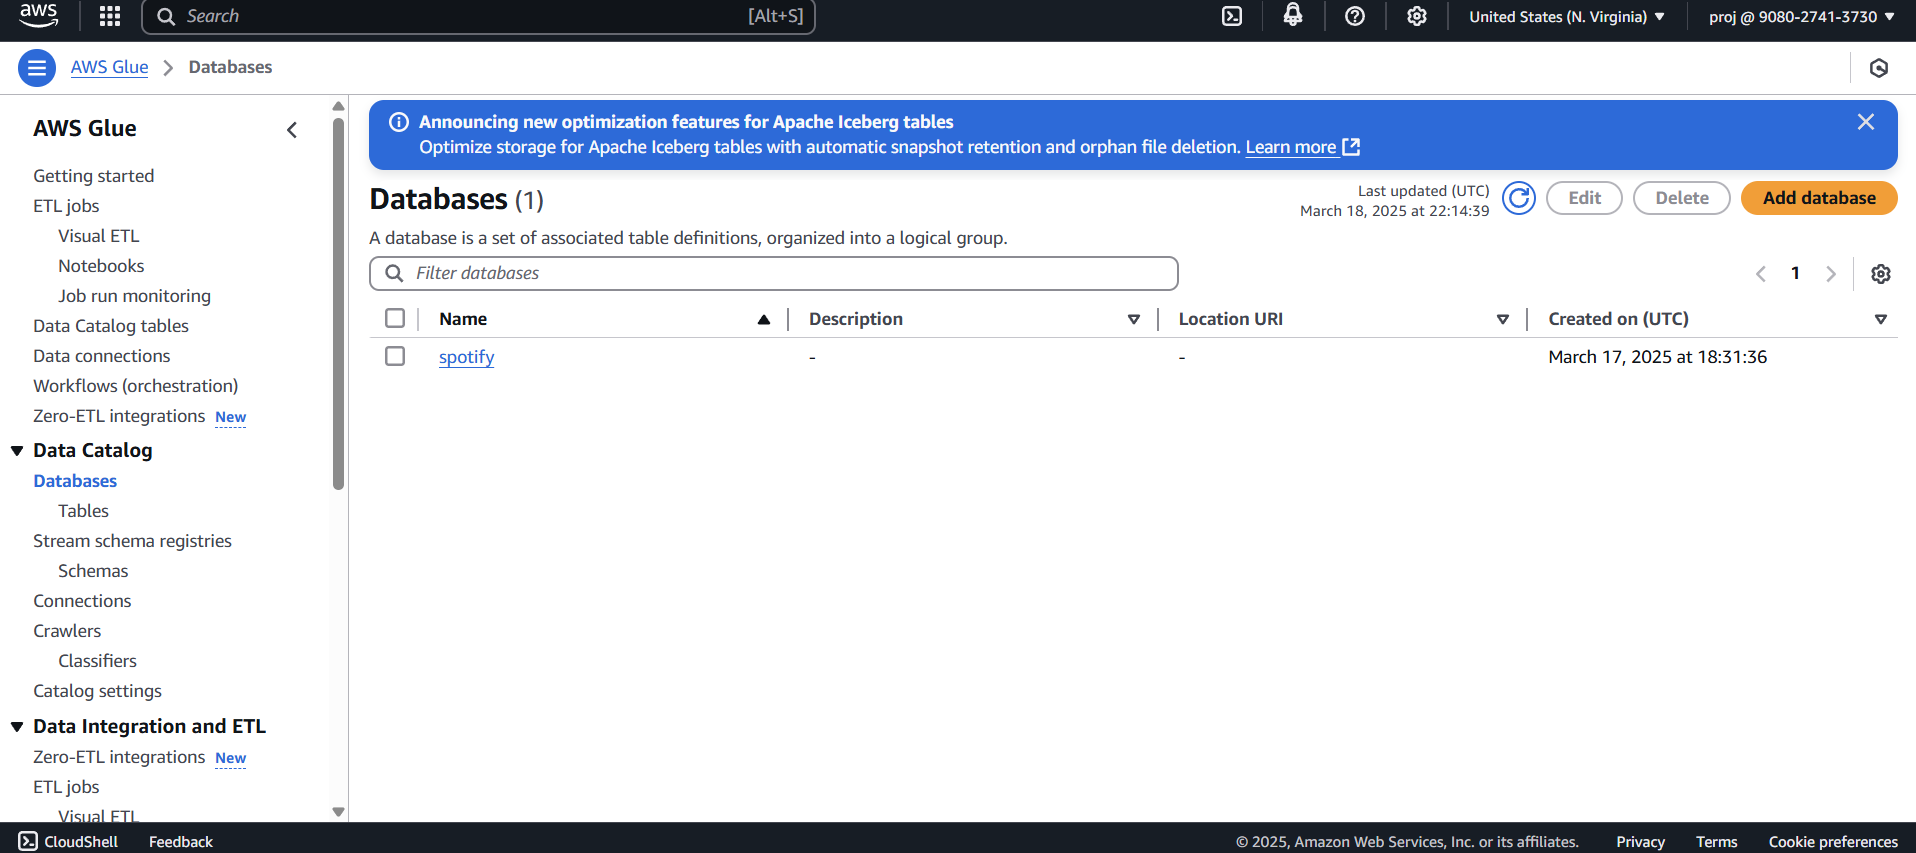 aws
Search [Alt+S]
United States (N. Virginia)
proj @ 9080-2741-3730
AWS Glue
Databases
AWS Glue
Getting started
ETL jobs
Visual ETL
Notebooks
Job run monitoring
Data Catalog tables
Data connections
Workflows (orchestration)
Zero-ETL integrations New
Data Catalog
Databases
Tables
Stream schema registries
Schemas
Connections
Crawlers
Classifiers
Catalog settings
Data Integration and ETL
Zero-ETL integrations New
ETL jobs
Visual ETL
Announcing new optimization features for Apache Iceberg tables
Optimize storage for Apache Iceberg tables with automatic snapshot retention and orphan file deletion. Learn more
Databases (1)
Last updated (UTC)
March 18, 2025 at 22:14:39
Edit
Delete
Add database
A database is a set of associated table definitions, organized into a logical group.
Filter databases
1
Name Description Location URI Created on (UTC)
spotify - - March 17, 2025 at 18:31:36
CloudShell Feedback
© 2025, Amazon Web Services, Inc. or its affiliates. Privacy Terms Cookie preferences